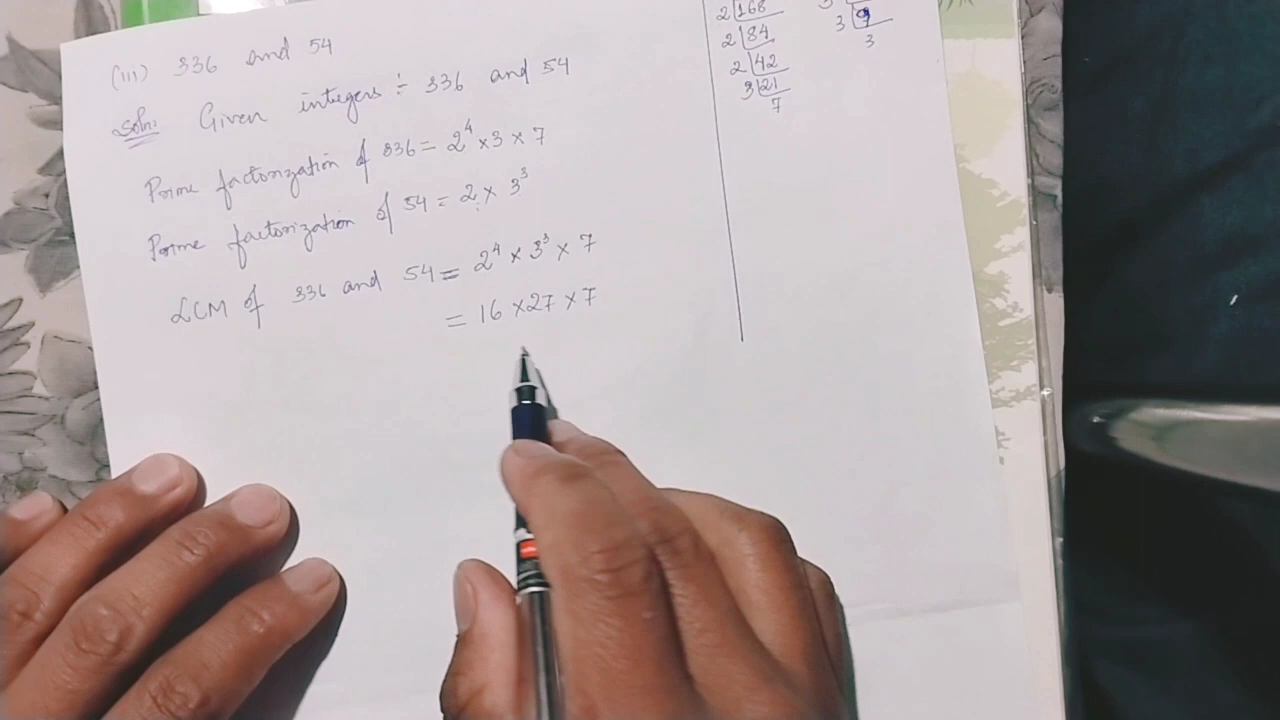 (III) 336 and 54
Soln: Given integers ÷ 336 and 54
Prime factorization of 336 = 2⁴ × 3 × 7
Prime factorization of 54 = 2 × 3³
LCM of 336 and 54 = 2⁴ × 3³ × 7
= 16 × 27 × 7
2 168
2 84
2 42
3 21
7
3 9
3